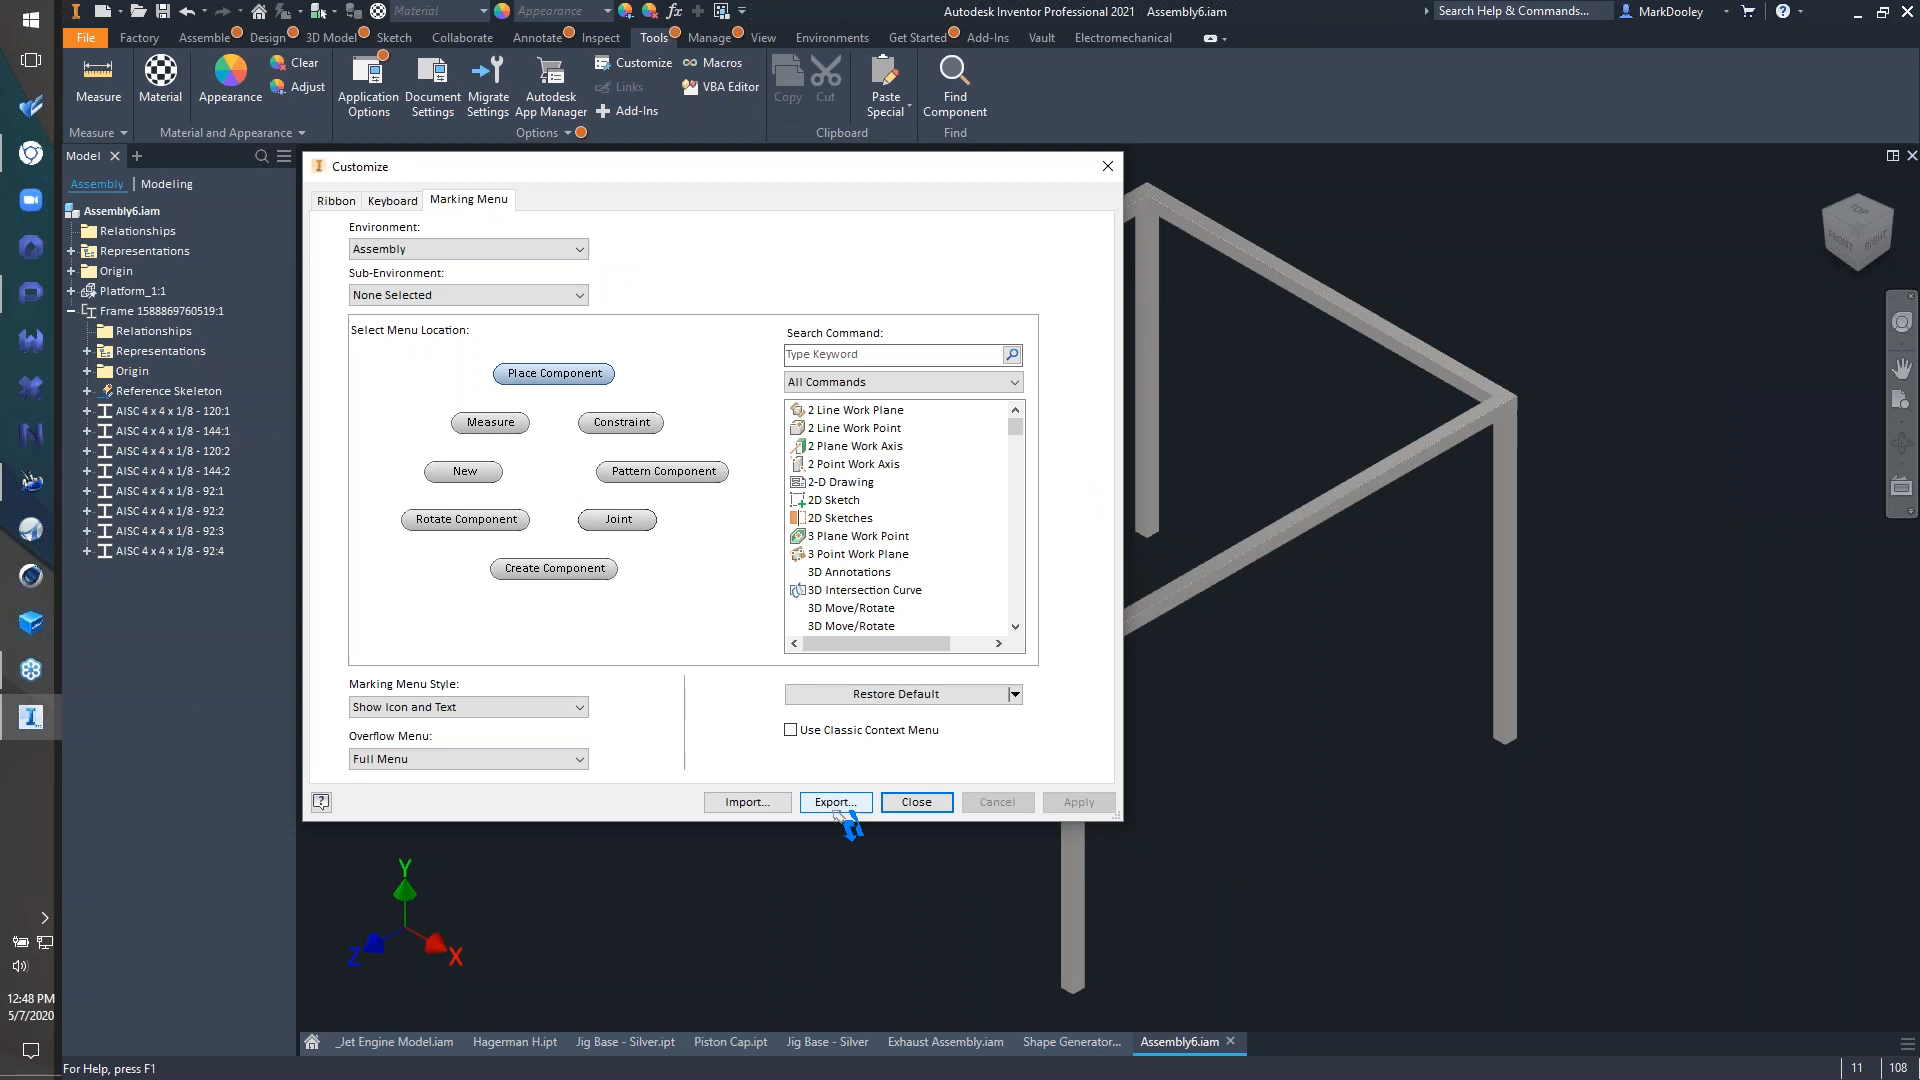 Material
Appearance
Autodesk Inventor Professional 2021 Assembly6.iam
Search Help & Commands...
MarkDooley
File
Factory
Assemble
Design
3D Model
Sketch
Collaborate
Annotate
Inspect
Tools
Manage
View
Environments
Get Started
Add-Ins
Vault
Electromechanical
Measure
Material
Appearance
Clear
Adjust
Application Options
Document Settings
Migrate Settings
Autodesk App Manager
Customize
Links
Add-Ins
Macros
VBA Editor
Copy
Cut
Paste Special
Find Component
Measure
Material and Appearance
Options
Clipboard
Find
Model
Assembly | Modeling
Assembly6.iam
Relationships
Representations
Origin
Platform_1:1
Frame 1588869760519:1
Relationships
Representations
Origin
Reference Skeleton
AISC 4 x 4 x 1/8 - 120:1
AISC 4 x 4 x 1/8 - 144:1
AISC 4 x 4 x 1/8 - 120:2
AISC 4 x 4 x 1/8 - 144:2
AISC 4 x 4 x 1/8 - 92:1
AISC 4 x 4 x 1/8 - 92:2
AISC 4 x 4 x 1/8 - 92:3
AISC 4 x 4 x 1/8 - 92:4
Customize
Ribbon
Keyboard
Marking Menu
Environment:
Assembly
Sub-Environment:
None Selected
Select Menu Location:
Place Component
Measure
Constraint
New
Pattern Component
Rotate Component
Joint
Create Component
Search Command:
Type Keyword
All Commands
2 Line Work Plane
2 Line Work Point
2 Plane Work Axis
2 Point Work Axis
2-D Drawing
2D Sketch
2D Sketches
3 Plane Work Point
3 Point Work Plane
3D Annotations
3D Intersection Curve
3D Move/Rotate
3D Move/Rotate
Marking Menu Style:
Show Icon and Text
Overflow Menu:
Full Menu
Restore Default
Use Classic Context Menu
Import...
Export...
Close
Cancel
Apply
TOP
FRONT
RIGHT
Y
Z
X
12:48 PM
5/7/2020
_Jet Engine Model.iam
Hagerman H.ipt
Jig Base - Silver.ipt
Piston Cap.ipt
Jig Base - Silver
Exhaust Assembly.iam
Shape Generator...
Assembly6.iam
For Help, press F1
11
108